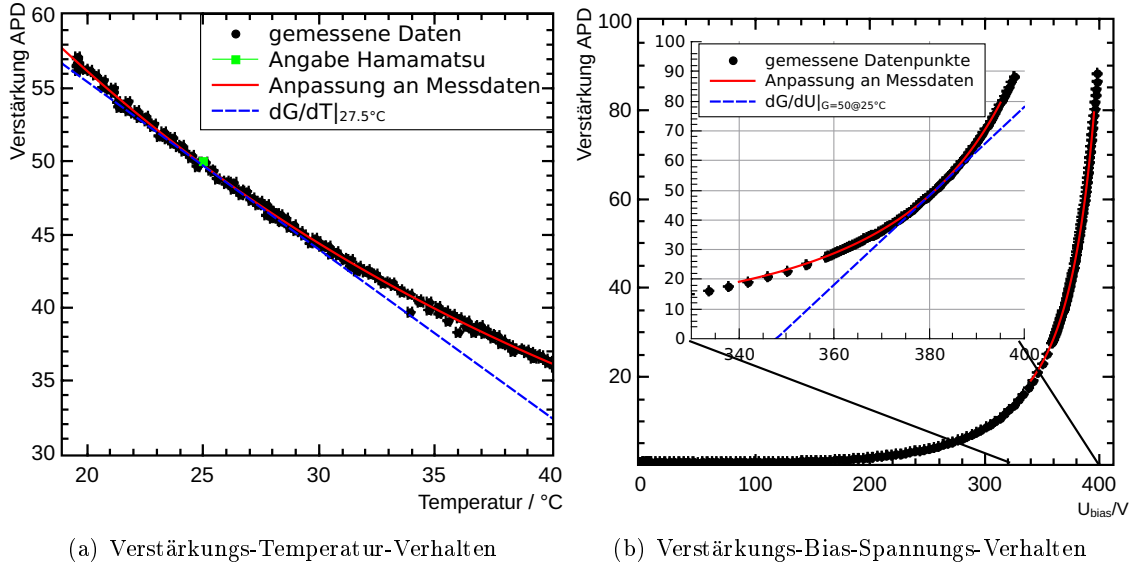 Verstärkung APD
60
55
50
45
40
35
30
20
25
30
35
40
Temperatur / °C
gemessene Daten
Angabe Hamamatsu
Anpassung an Messdaten
dG/dT|27.5°C
(a) Verstärkungs-Temperatur-Verhalten
Verstärkung APD
100
80
60
40
20
0
100
200
300
400
U_bias/V
100
90
80
70
60
50
40
30
20
10
0
340
360
380
400
gemessene Datenpunkte
Anpassung an Messdaten
dG/dU|G=50@25°C
(b) Verstärkungs-Bias-Spannungs-Verhalten